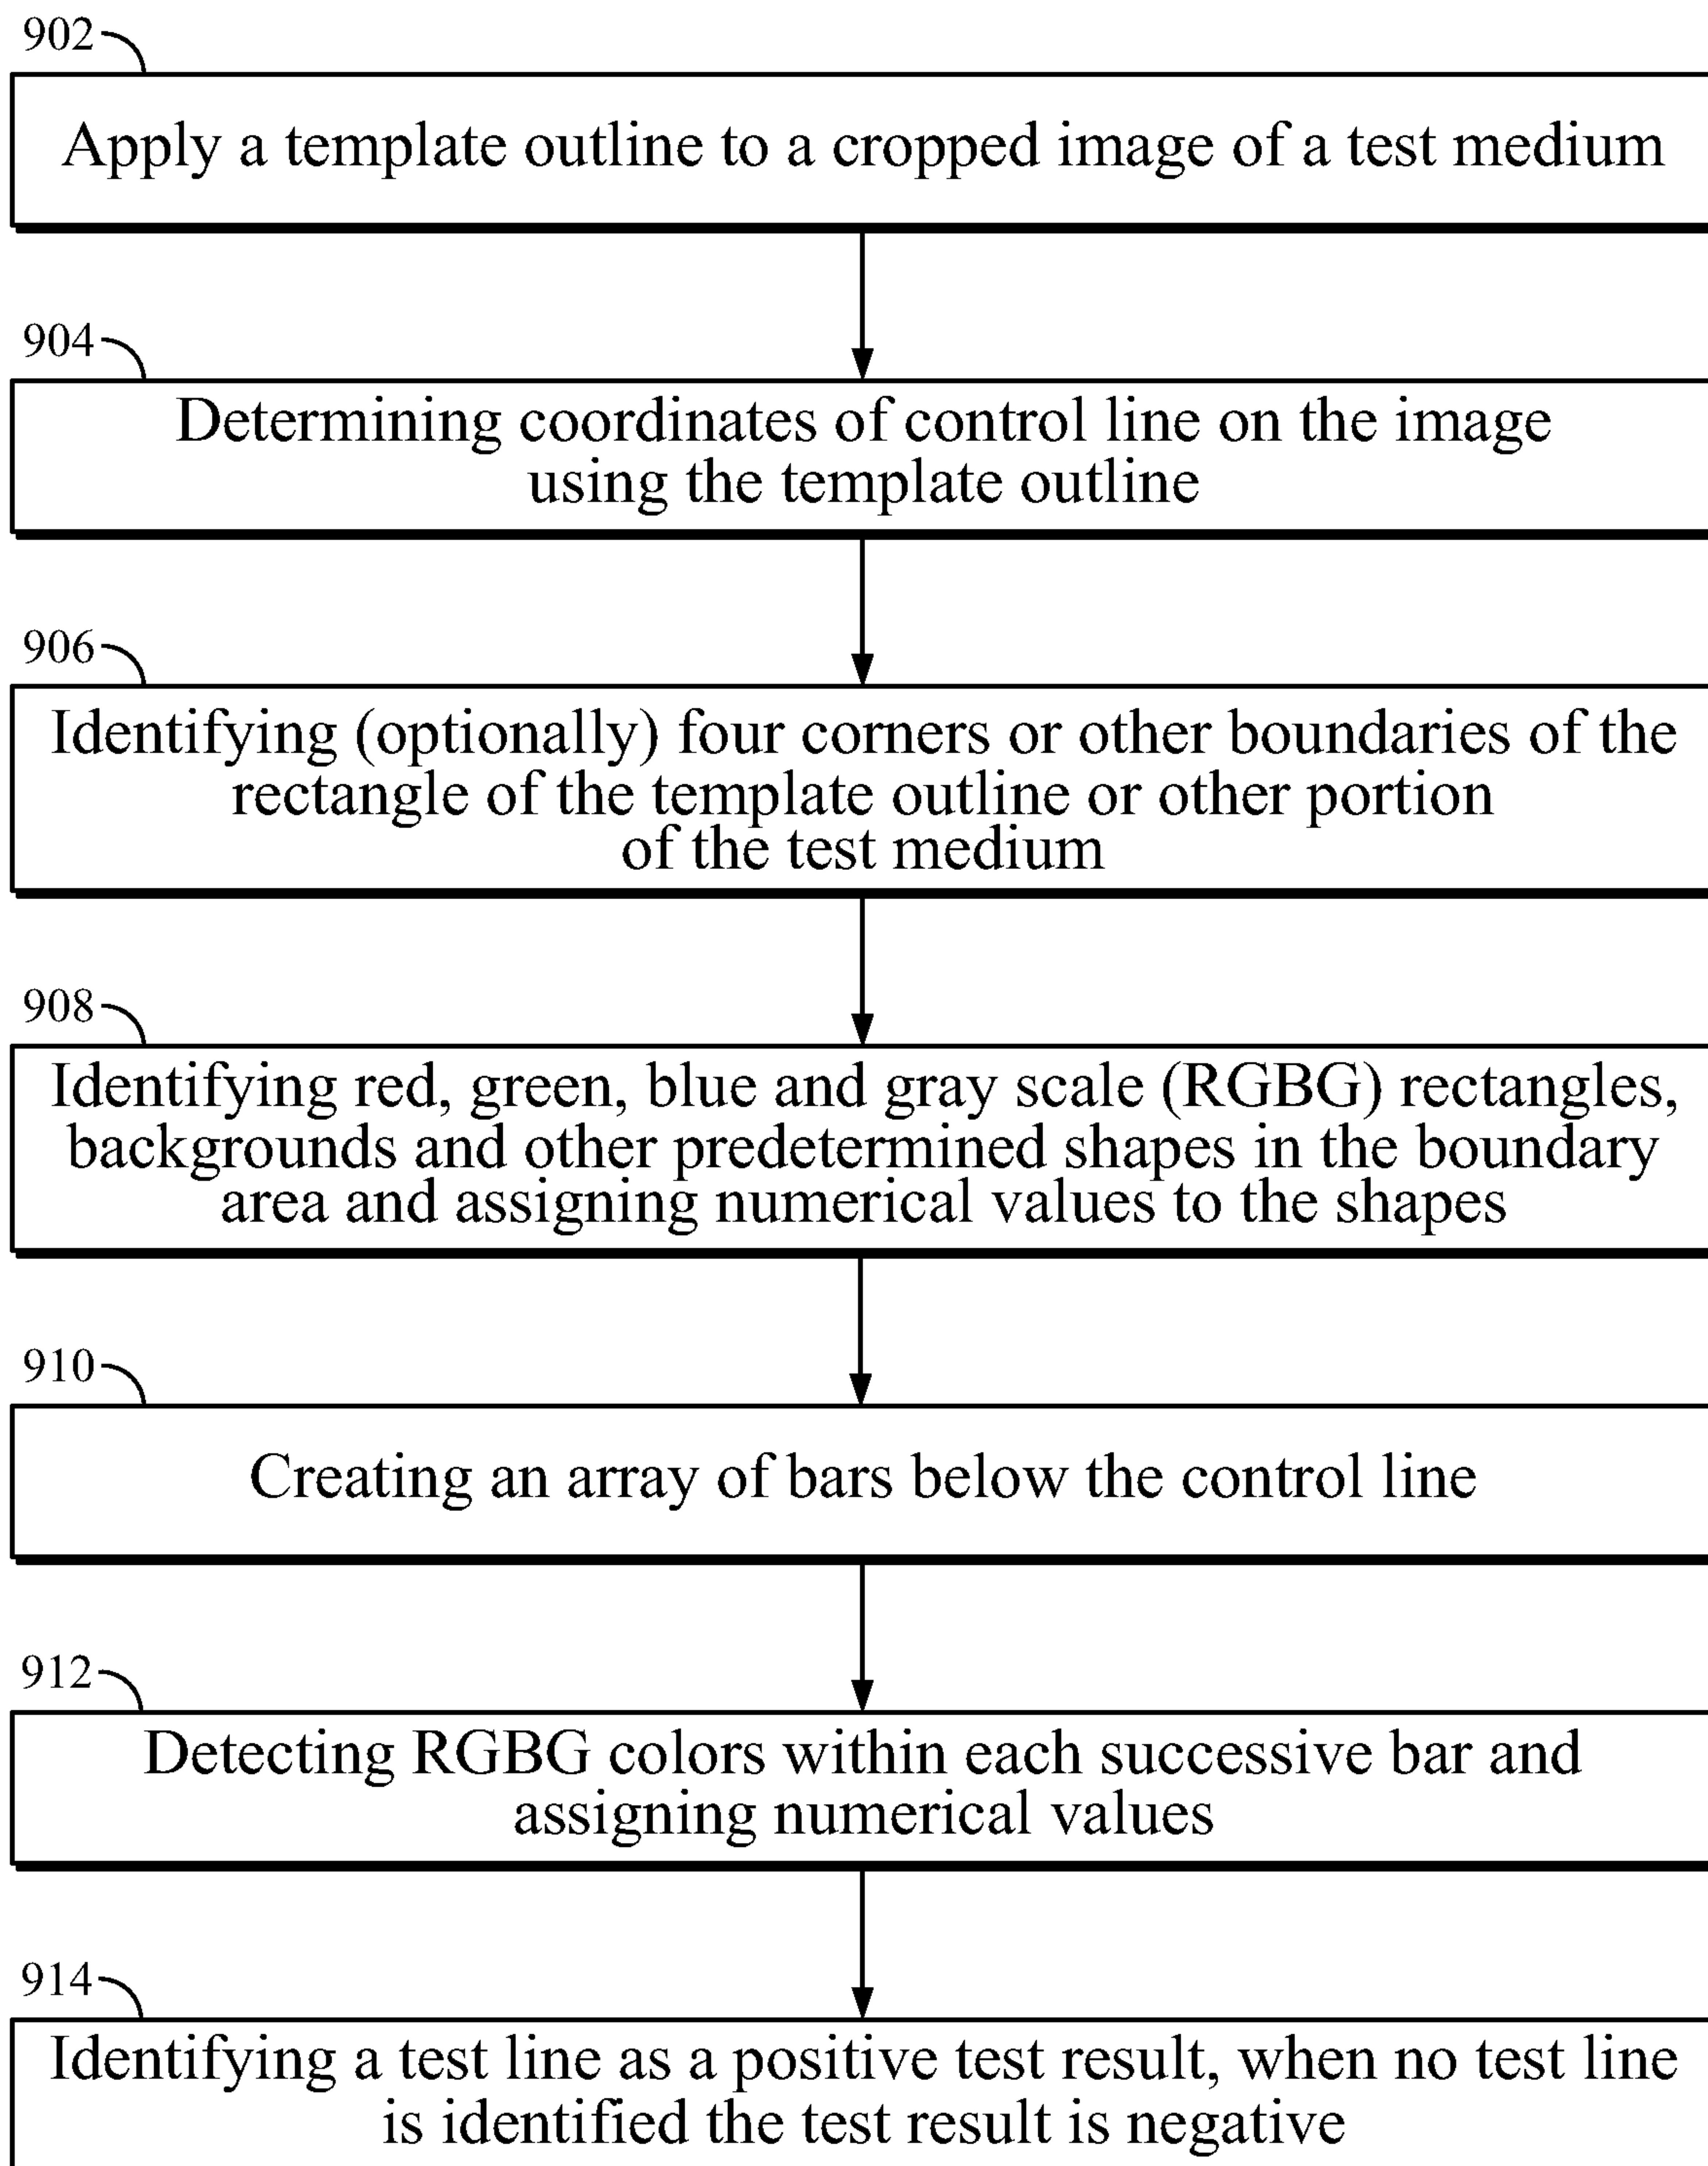 902
Apply a template outline to a cropped image of a test medium
904
Determining coordinates of control line on the image
using the template outline
906
Identifying (optionally) four corners or other boundaries of the
rectangle of the template outline or other portion
of the test medium
908
Identifying red, green, blue and gray scale (RGBG) rectangles,
backgrounds and other predetermined shapes in the boundary
area and assigning numerical values to the shapes
910
Creating an array of bars below the control line
912
Detecting RGBG colors within each successive bar and
assigning numerical values
914
Identifying a test line as a positive test result, when no test line
is identified the test result is negative